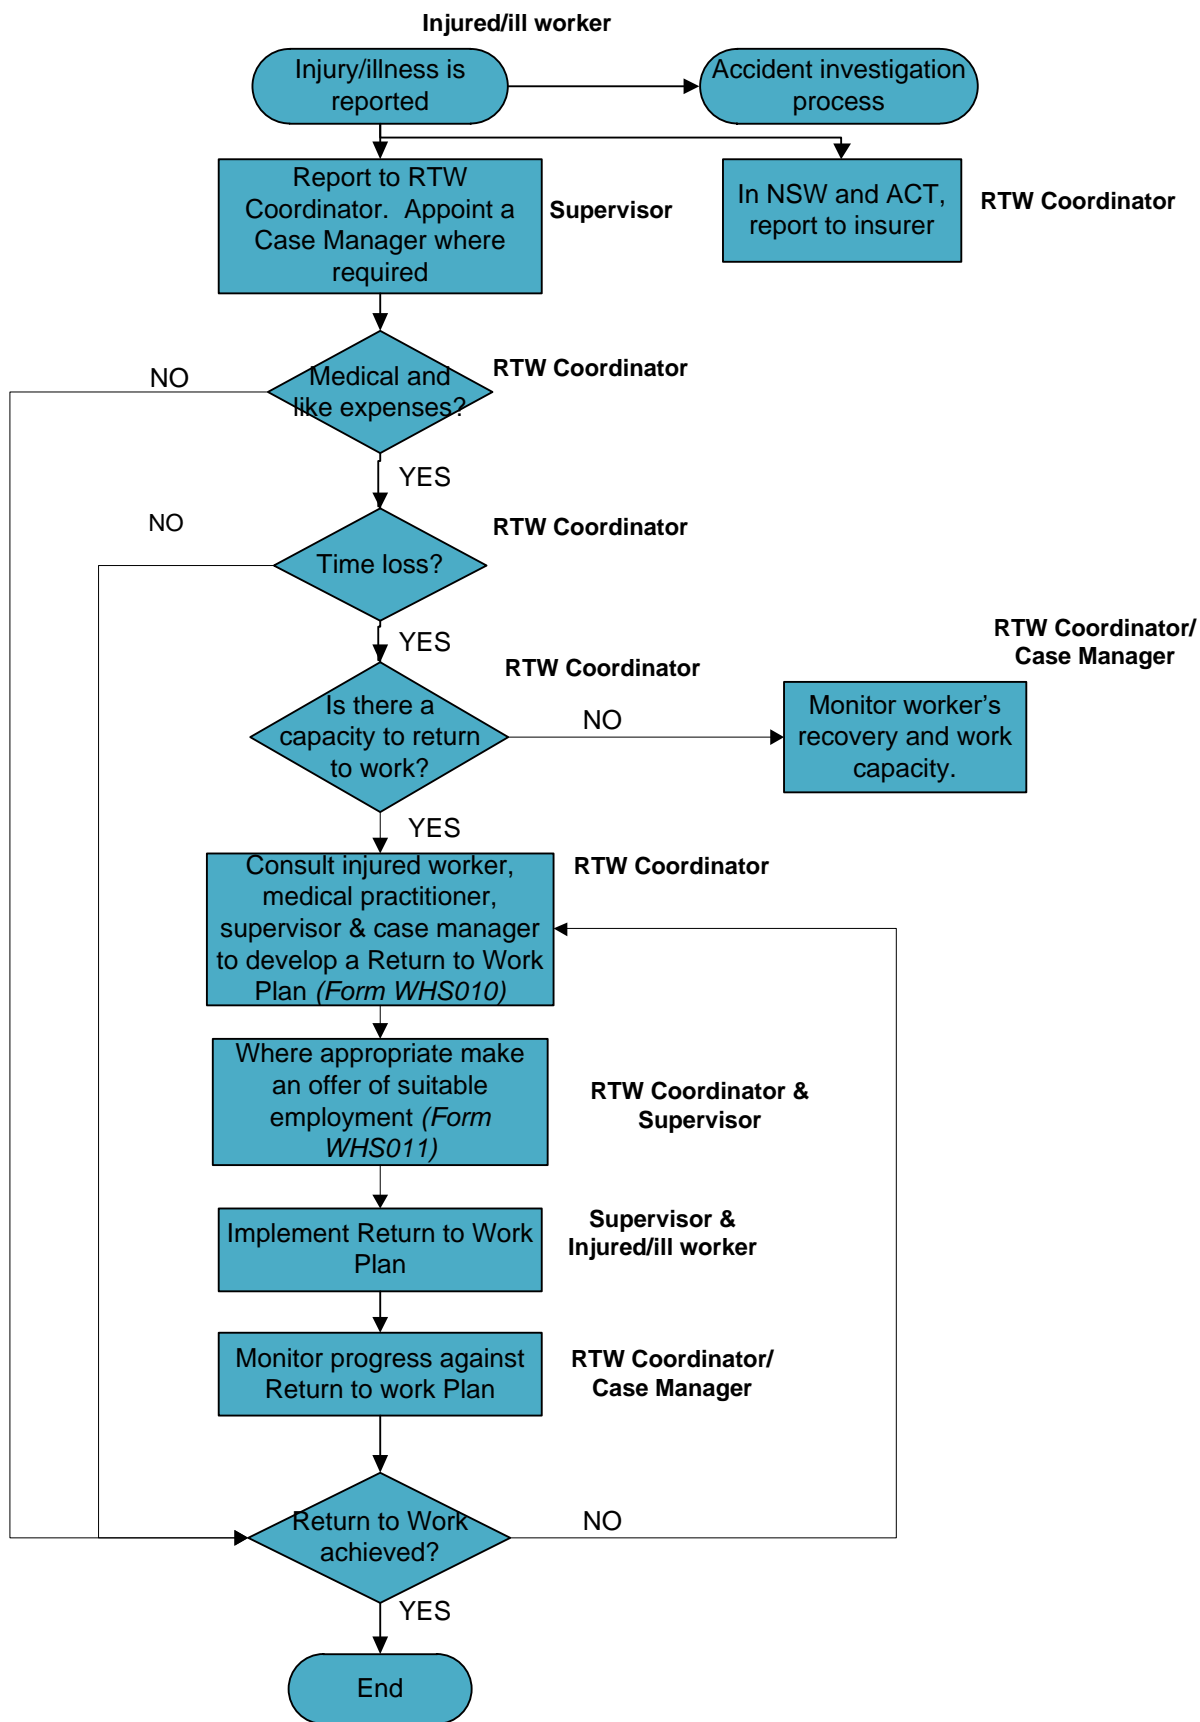 Injured/ill worker
Injury/illness is
reported
Accident investigation
process
Report to RTW
Coordinator.  Appoint a
Case Manager where
required
Supervisor
In NSW and ACT,
report to insurer
RTW Coordinator
Medical and
like expenses?
RTW Coordinator
NO
YES
Time loss?
RTW Coordinator
NO
YES
Is there a
capacity to return
to work?
RTW Coordinator
NO
RTW Coordinator/
Case Manager
Monitor worker's
recovery and work
capacity.
YES
Consult injured worker,
medical practitioner,
supervisor & case manager
to develop a Return to Work
Plan (Form WHS010)
RTW Coordinator
Where appropriate make
an offer of suitable
employment (Form
WHS011)
RTW Coordinator &
Supervisor
Implement Return to Work
Plan
Supervisor &
Injured/ill worker
Monitor progress against
Return to work Plan
RTW Coordinator/
Case Manager
Return to Work
achieved?
NO
YES
End